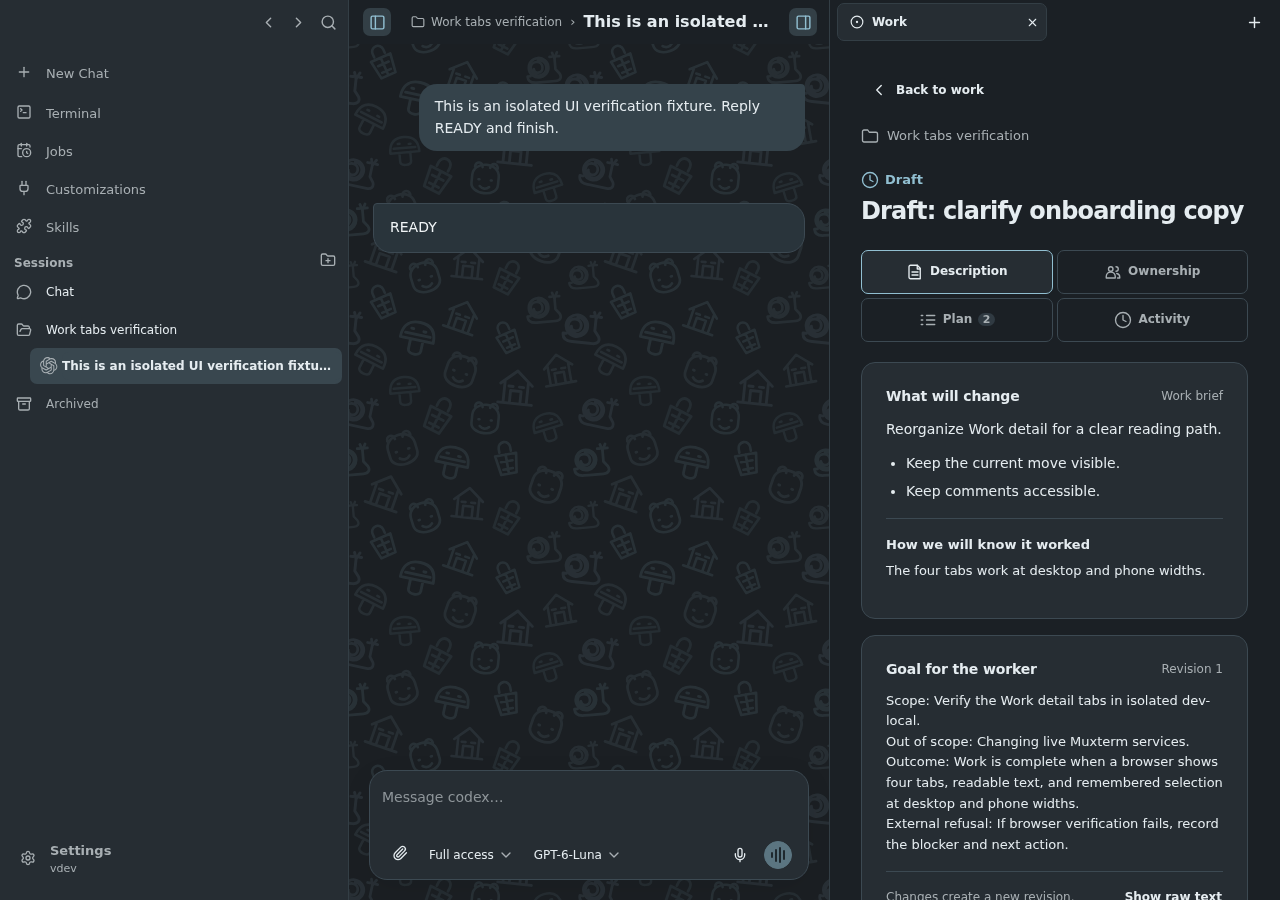 New Chat
Terminal
Jobs
Customizations
Skills
Sessions
Chat
Work tabs verification
This is an isolated UI verification fixtu...
Archived
Settings
vdev
Work tabs verification › This is an isolated ...
This is an isolated UI verification fixture. Reply
READY and finish.
READY
Message codex...
Full access
GPT-6-Luna
Work
Back to work
Work tabs verification
Draft
Draft: clarify onboarding copy
Description
Ownership
Plan 2
Activity
What will change
Work brief
Reorganize Work detail for a clear reading path.
• Keep the current move visible.
• Keep comments accessible.
How we will know it worked
The four tabs work at desktop and phone widths.
Goal for the worker
Revision 1
Scope: Verify the Work detail tabs in isolated dev-
local.
Out of scope: Changing live Muxterm services.
Outcome: Work is complete when a browser shows
four tabs, readable text, and remembered selection
at desktop and phone widths.
External refusal: If browser verification fails, record
the blocker and next action.
Changes create a new revision.
Show raw text